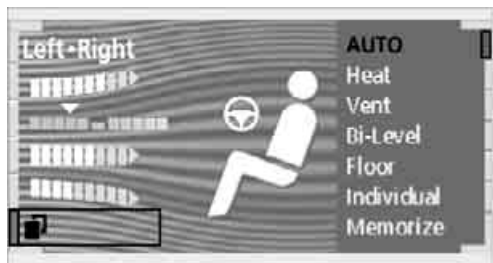 Left•Right
AUTO
Heat
Vent
Bi-Level
Floor
Individual
Memorize